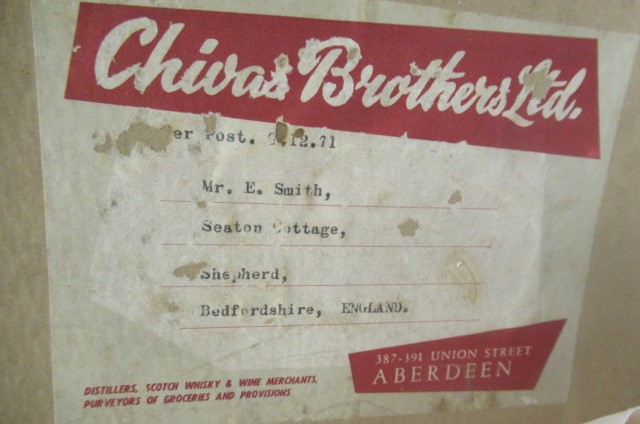 Chivas Brothers Ltd.
er Post. .12.71
Mr. E. Smith,
Seaton Cottage,
Shepherd,
Bedfordshire, ENGLAND.
387-391 UNION STREET
ABERDEEN
DISTILLERS, SCOTCH WHISKY & WINE MERCHANTS,
PURVEYORS OF GROCERIES AND PROVISIONS